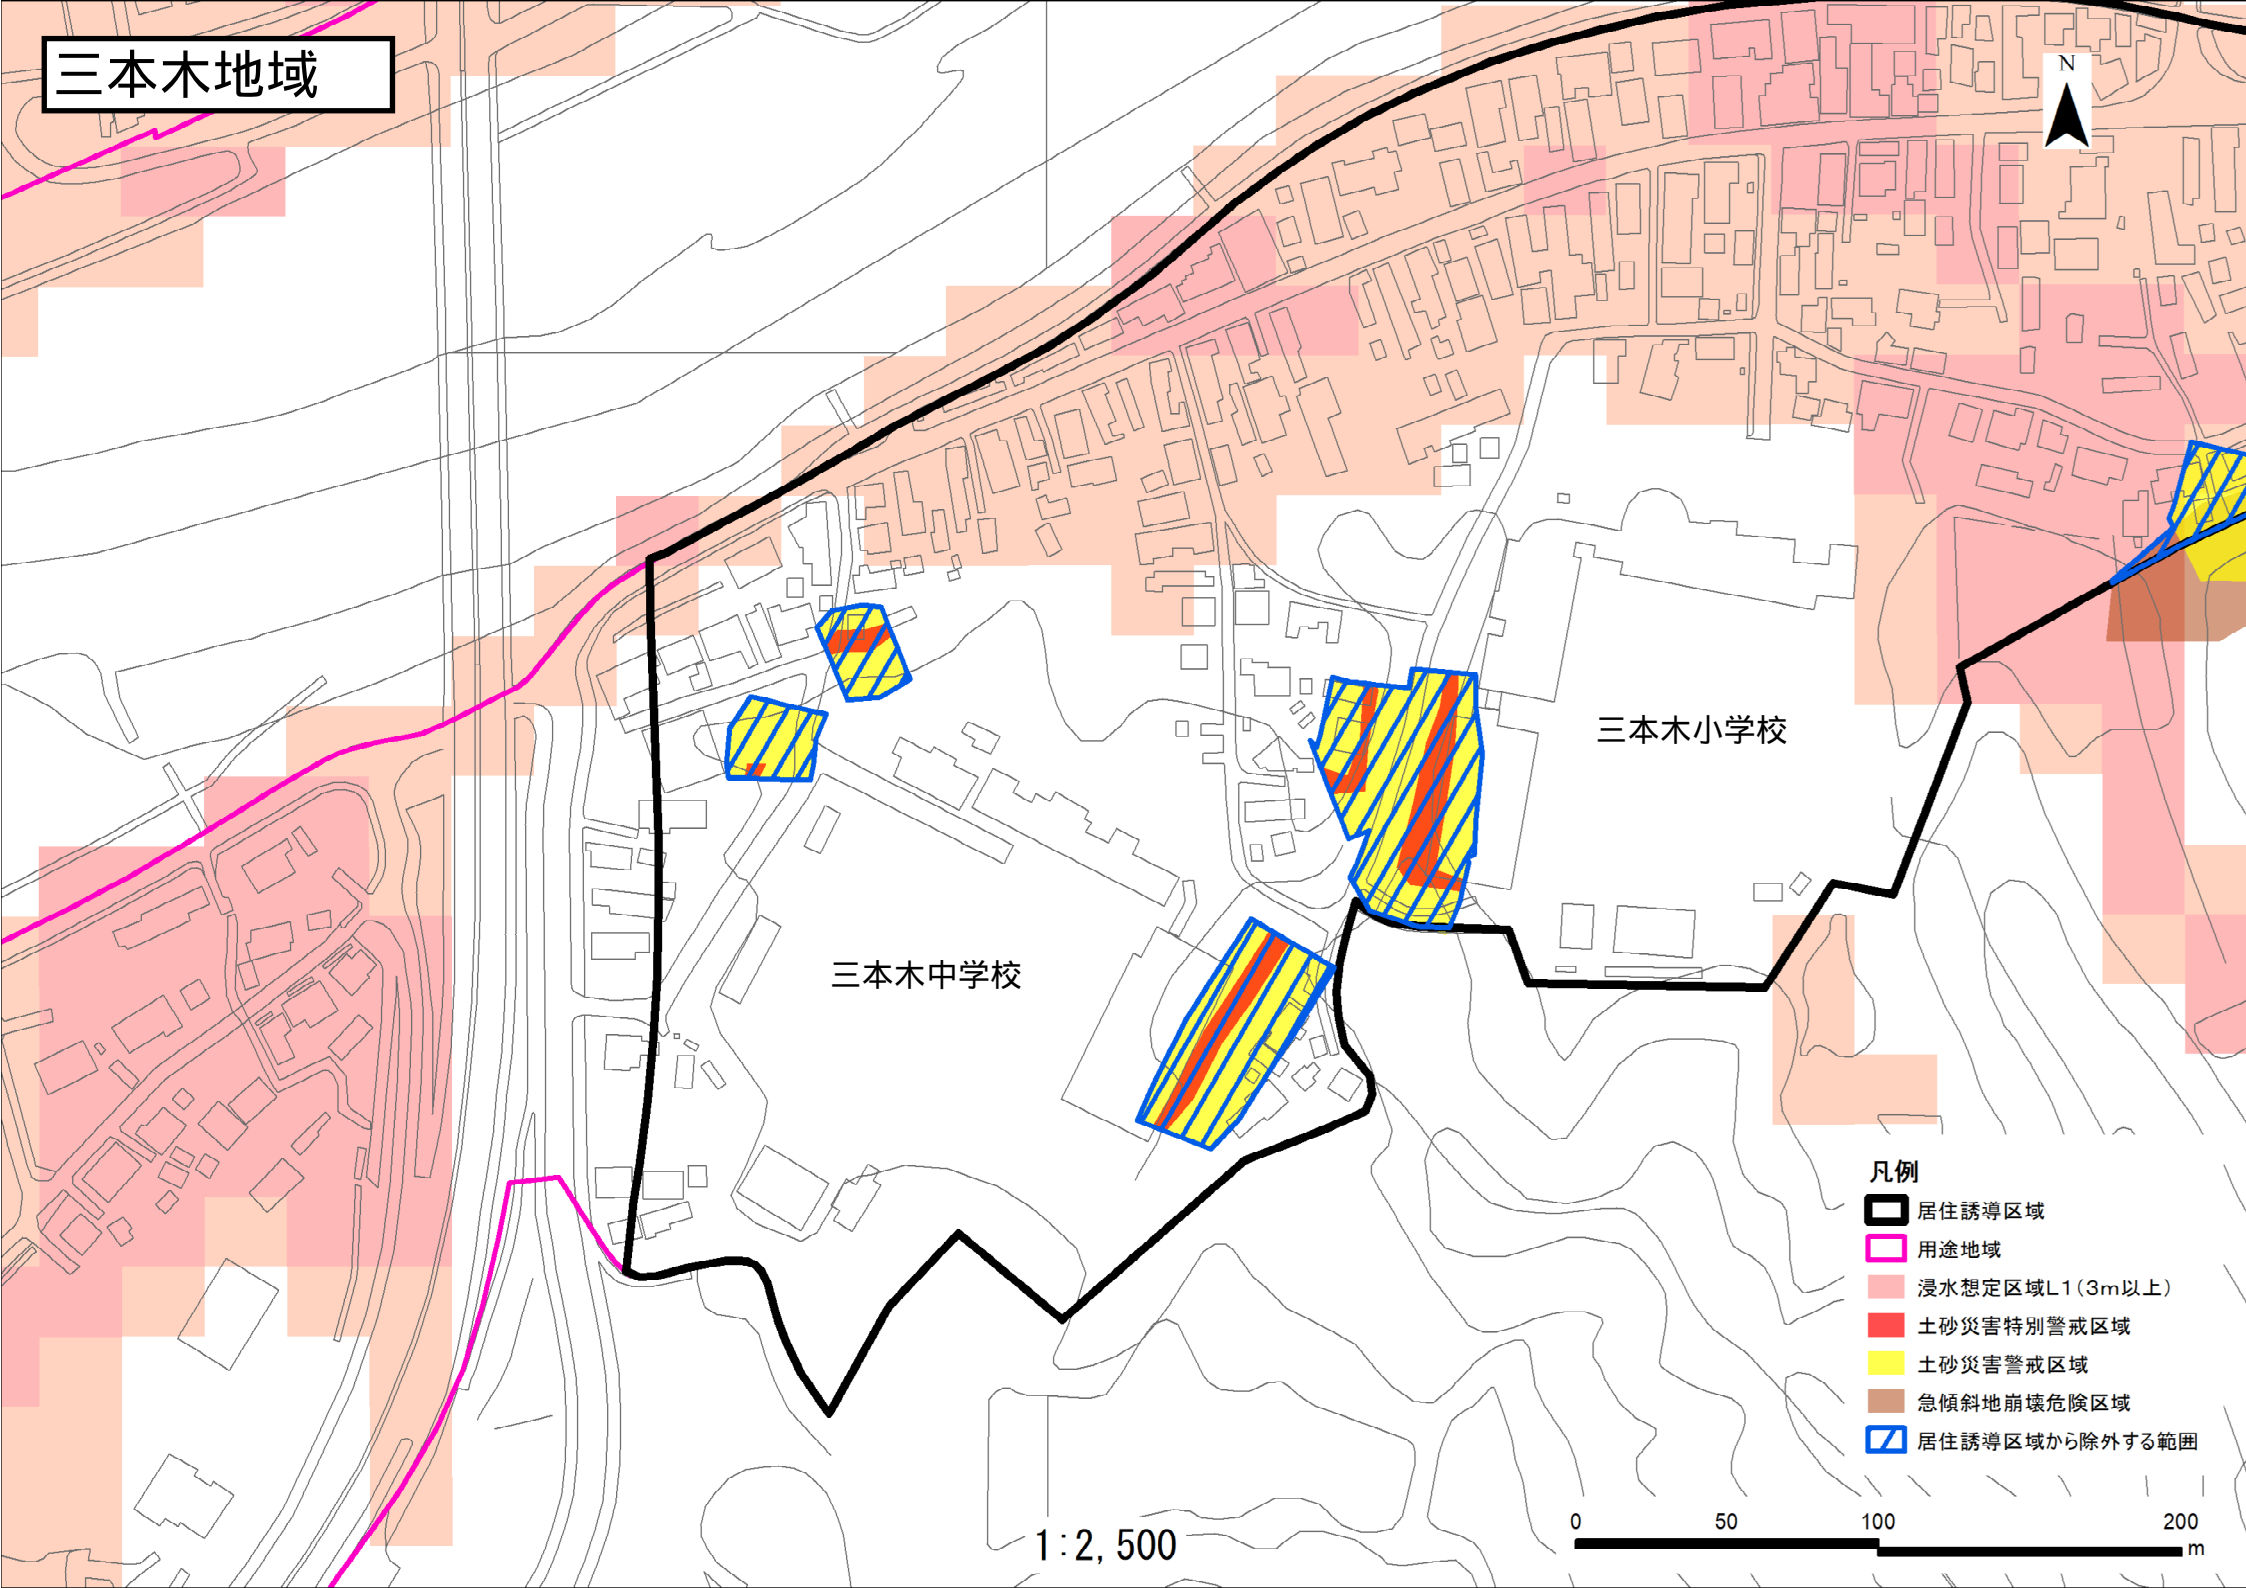 三本木地域
N
三本木小学校
三本木中学校
凡例
居住誘導区域
用途地域
浸水想定区域L1(3m以上)
土砂災害特別警戒区域
土砂災害警戒区域
急傾斜地崩壊危険区域
居住誘導区域から除外する範囲
1:2,500
0 50 100 200
m